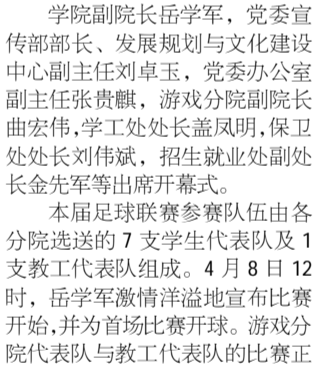 学院副院长岳学军，党委宣
传部部长、发展规划与文化建设
中心副主任刘卓玉，党委办公室
副主任张贵麒，游戏分院副院长
曲宏伟，学工处处长盖凤明，保卫
处处长刘伟斌，招生就业处副处
长金先军等出席开幕式。
本届足球联赛参赛队伍由各
分院选送的 7 支学生代表队及 1
支教工代表队组成。4 月 8 日 12
时，岳学军激情洋溢地宣布比赛
开始，并为首场比赛开球。游戏分
院代表队与教工代表队的比赛正